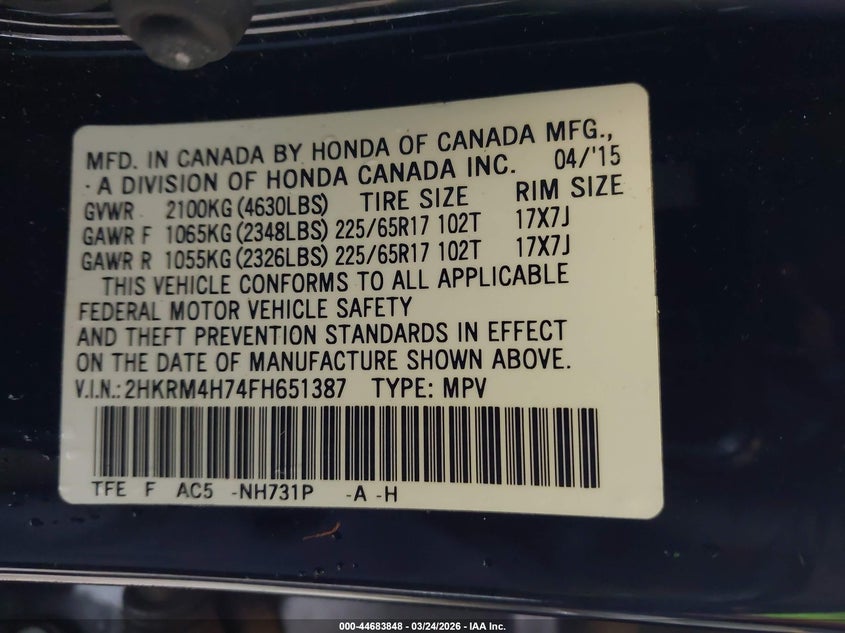 MFD. IN CANADA BY HONDA OF CANADA MFG.,
- A DIVISION OF HONDA CANADA INC. 04/'15
GVWR 2100KG (4630LBS) TIRE SIZE RIM SIZE
GAWR F 1065KG (2348LBS) 225/65R17 102T 17X7J
GAWR R 1055KG (2326LBS) 225/65R17 102T 17X7J
THIS VEHICLE CONFORMS TO ALL APPLICABLE
FEDERAL MOTOR VEHICLE SAFETY
AND THEFT PREVENTION STANDARDS IN EFFECT
ON THE DATE OF MANUFACTURE SHOWN ABOVE.
V.I.N.: 2HKRM4H74FH651387 TYPE: MPV
TFE F AC5 -NH731P -A -H
000-44683848 - 03/24/2026 - IAA Inc.